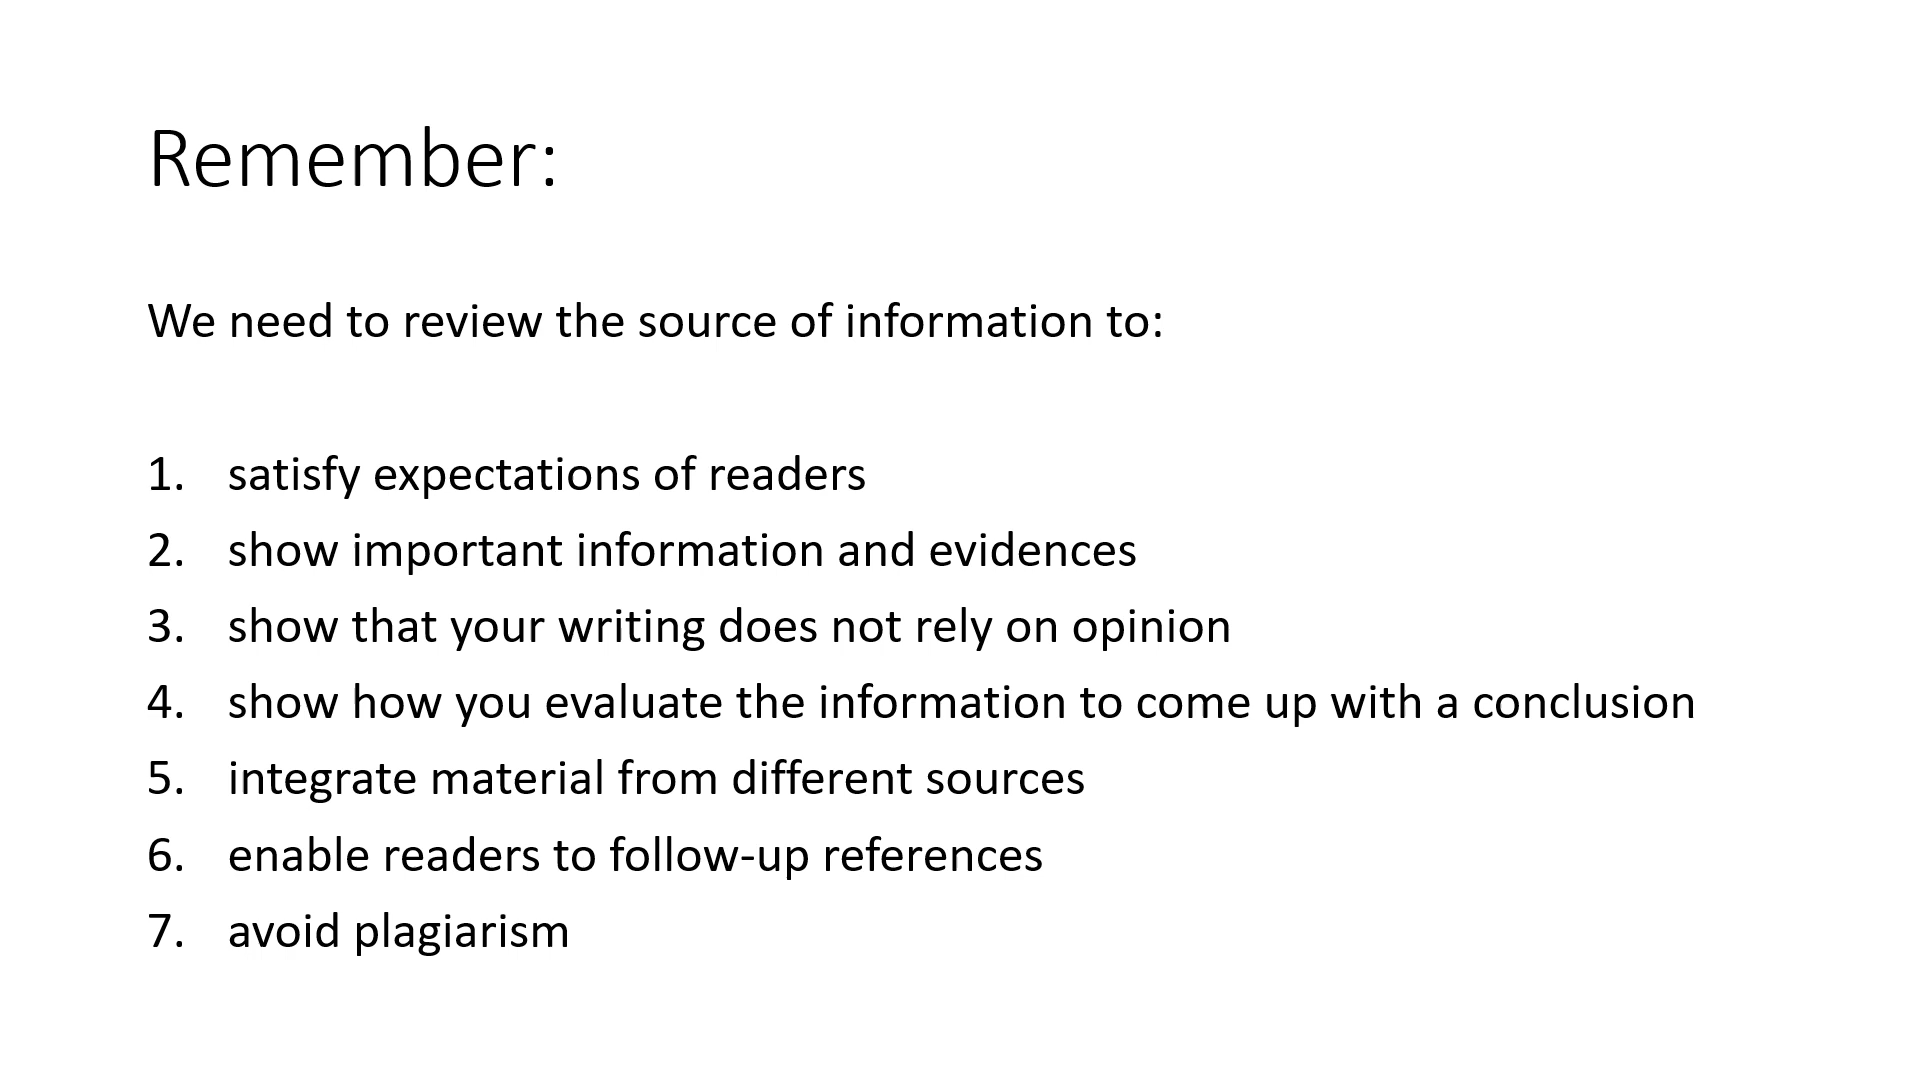 Remember:
We need to review the source of information to:
1. satisfy expectations of readers
2. show important information and evidences
3. show that your writing does not rely on opinion
4. show how you evaluate the information to come up with a conclusion
5. integrate material from different sources
6. enable readers to follow-up references
7. avoid plagiarism